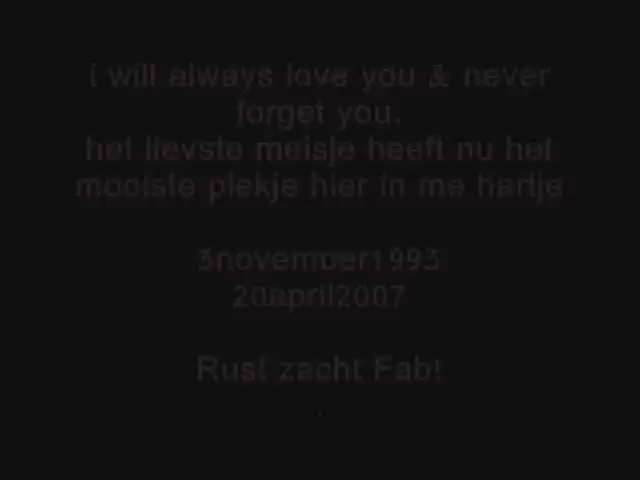 i will always love you & never
forget you.
het lievste meisje heeft nu het
mooiste plekje hier in me hartje
3november1993
20april2007
Rust zacht Fab!